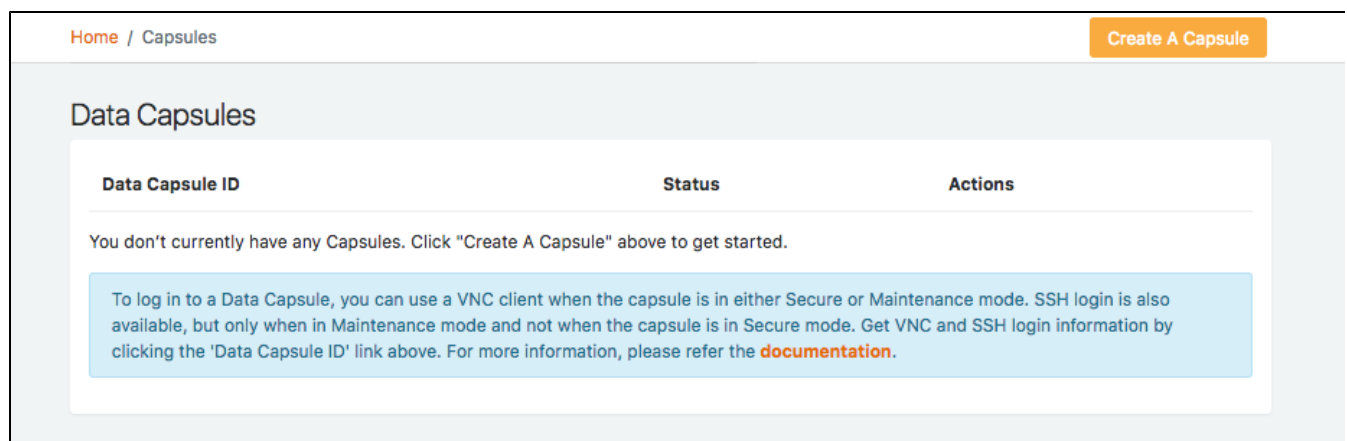 Home / Capsules
Create A Capsule
Data Capsules
Data Capsule ID
Status
Actions
You don’t currently have any Capsules. Click "Create A Capsule" above to get started.
To log in to a Data Capsule, you can use a VNC client when the capsule is in either Secure or Maintenance mode. SSH login is also
available, but only when in Maintenance mode and not when the capsule is in Secure mode. Get VNC and SSH login information by
clicking the 'Data Capsule ID' link above. For more information, please refer the documentation.